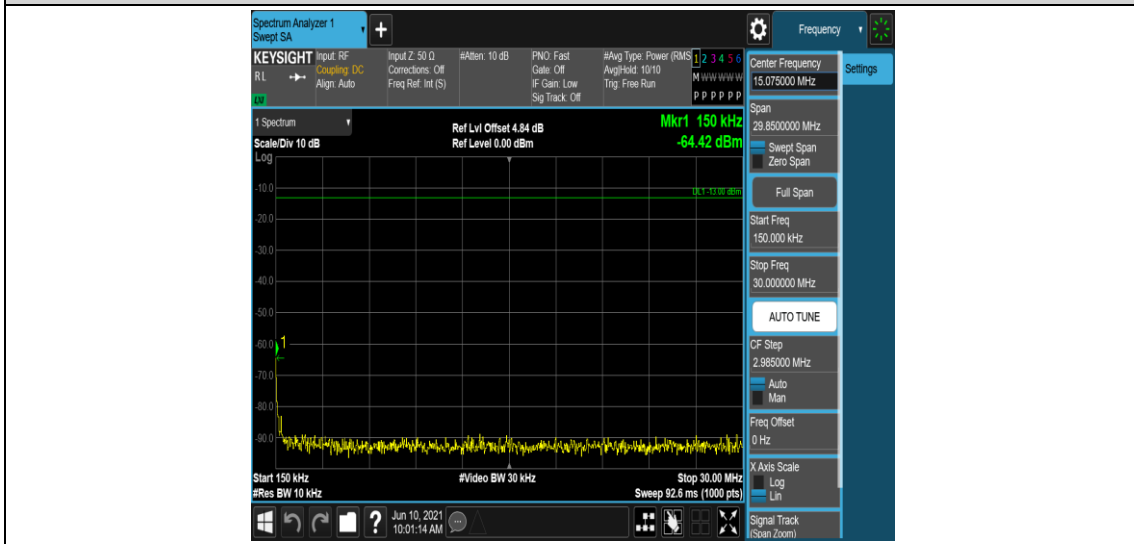 Spectrum Analyzer 1
Swept SA
+
Frequency
KEYSIGHT
RL
Input: RF
Coupling: DC
Align: Auto
Input Z: 50 Ω
Corrections: Off
Freq Ref: Int (S)
#Atten: 10 dB
PNO: Fast
Gate: Off
IF Gain: Low
Sig Track: Off
#Avg Type: Power (RMS
Avg|Hold: 10/10
Trig: Free Run
1 2 3 4 5 6
M W W W W W
P P P P P P
1 Spectrum
Scale/Div 10 dB
Log
Ref Lvl Offset 4.84 dB
Ref Level 0.00 dBm
Mkr1 150 kHz
-64.42 dBm
DL1 -13.00 dBm
-10.0
-20.0
-30.0
-40.0
-50.0
-60.0
-70.0
-80.0
-90.0
1
Start 150 kHz
#Res BW 10 kHz
#Video BW 30 kHz
Stop 30.00 MHz
Sweep 92.6 ms (1000 pts)
Center Frequency
15.075000 MHz
Settings
Span
29.8500000 MHz
Swept Span
Zero Span
Full Span
Start Freq
150.000 kHz
Stop Freq
30.000000 MHz
AUTO TUNE
CF Step
2.985000 MHz
Auto
Man
Freq Offset
0 Hz
X Axis Scale
Log
Lin
Signal Track
(Span Zoom)
?
Jun 10, 2021
10:01:14 AM